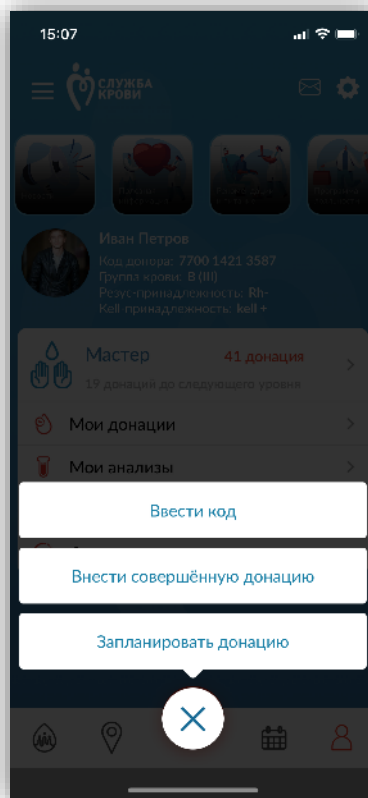 15:07
СЛУЖБА
КРОВИ
Иван Петров
Код донора: 7700 1421 3587
Группа крови: B (III)
Резус-принадлежность: Rh-
Kell-принадлежность: kell +
Мастер
41 донация
19 донаций до следующего уровня
Мои донации
Мои анализы
Ввести код
Внести совершённую донацию
Запланировать донацию